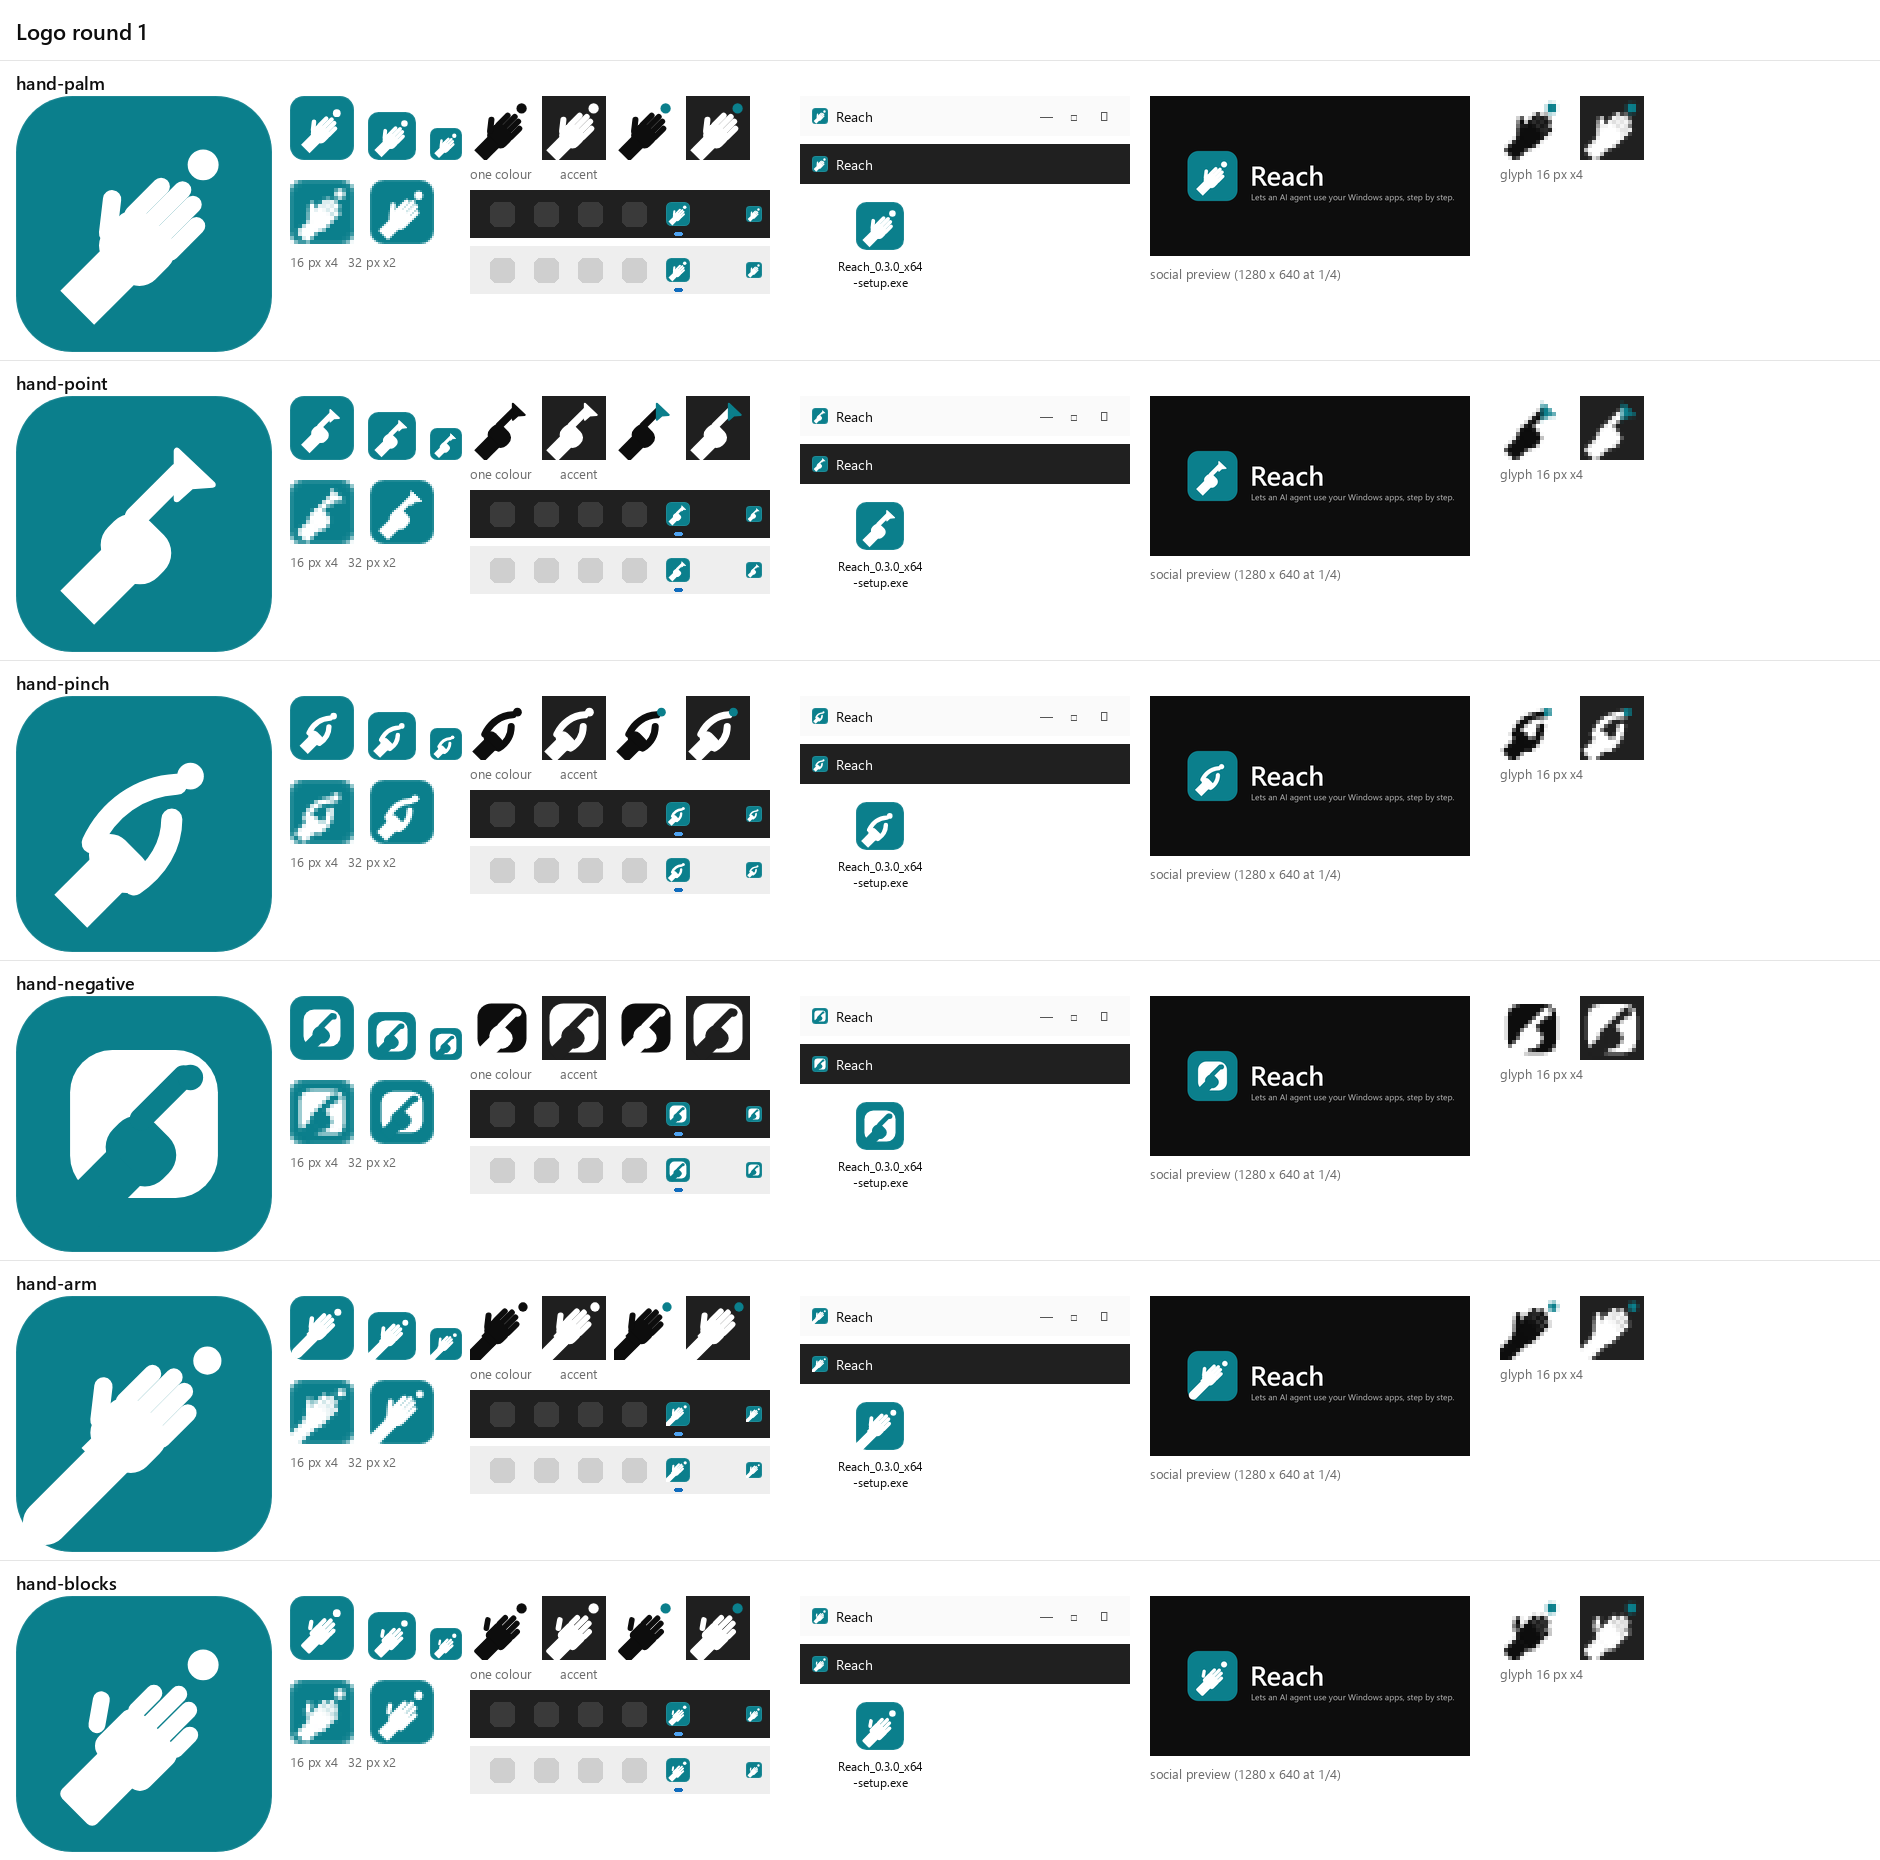 Logo round 1
hand-palm
one colour accent
16 px x4 32 px x2
Reach
Reach
Reach_0.3.0_x64
-setup.exe
Reach
Lets an AI agent use your Windows apps, step by step.
social preview (1280 x 640 at 1/4)
glyph 16 px x4
hand-point
one colour accent
16 px x4 32 px x2
Reach
Reach
Reach_0.3.0_x64
-setup.exe
Reach
Lets an AI agent use your Windows apps, step by step.
social preview (1280 x 640 at 1/4)
glyph 16 px x4
hand-pinch
one colour accent
16 px x4 32 px x2
Reach
Reach
Reach_0.3.0_x64
-setup.exe
Reach
Lets an AI agent use your Windows apps, step by step.
social preview (1280 x 640 at 1/4)
glyph 16 px x4
hand-negative
one colour accent
16 px x4 32 px x2
Reach
Reach
Reach_0.3.0_x64
-setup.exe
Reach
Lets an AI agent use your Windows apps, step by step.
social preview (1280 x 640 at 1/4)
glyph 16 px x4
hand-arm
one colour accent
16 px x4 32 px x2
Reach
Reach
Reach_0.3.0_x64
-setup.exe
Reach
Lets an AI agent use your Windows apps, step by step.
social preview (1280 x 640 at 1/4)
glyph 16 px x4
hand-blocks
one colour accent
16 px x4 32 px x2
Reach
Reach
Reach_0.3.0_x64
-setup.exe
Reach
Lets an AI agent use your Windows apps, step by step.
social preview (1280 x 640 at 1/4)
glyph 16 px x4